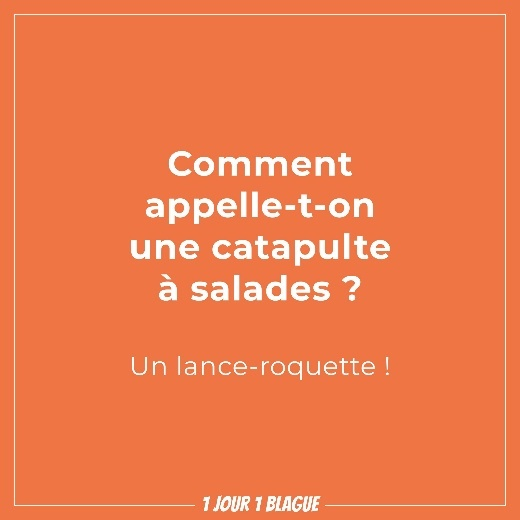 Comment
appelle-t-on
une catapulte
à salades ?
Un lance-roquette !
1 JOUR 1 BLAGUE